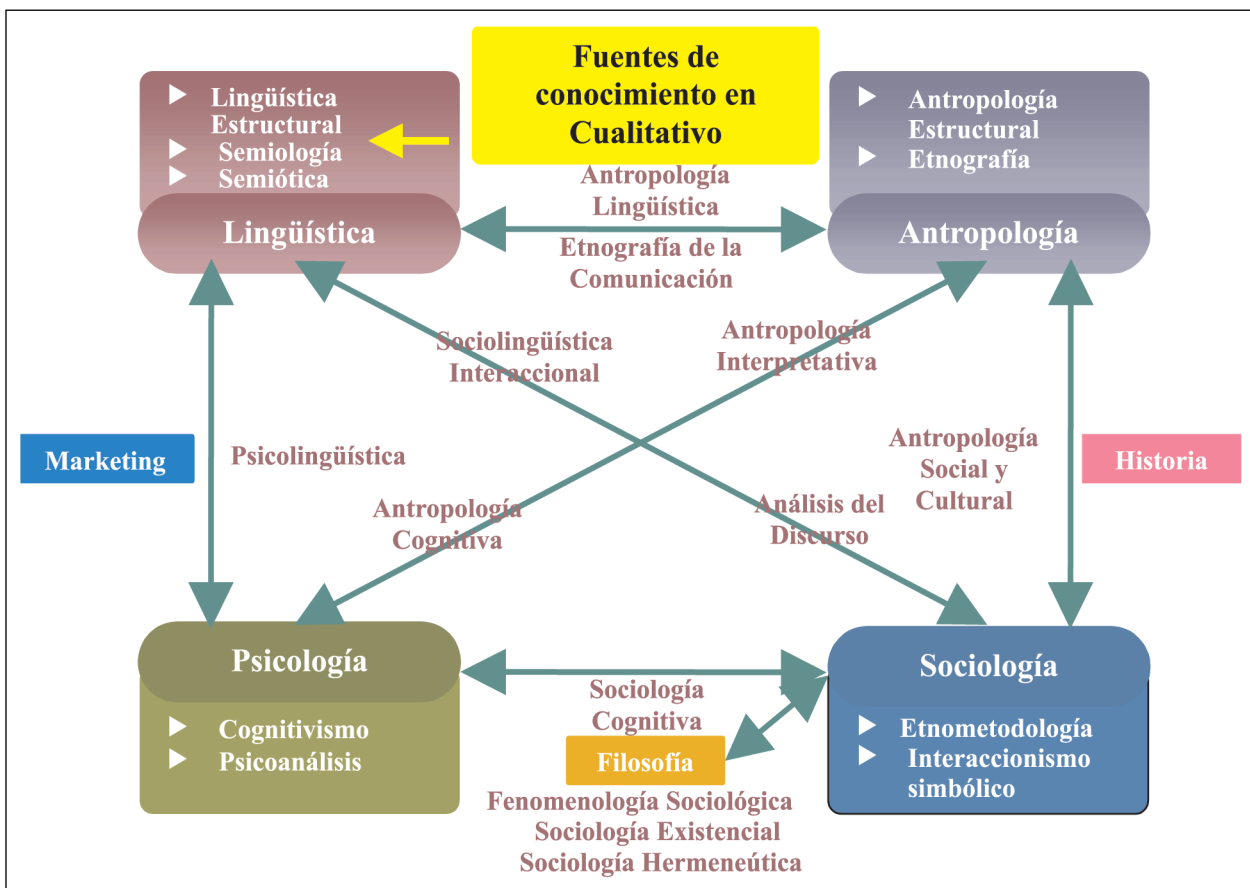 Fuentes de
conocimiento en
Cualitativo
Lingüística
Estructural
Semiología
Semiótica
Lingüística
Antropología
Estructural
Etnografía
Antropología
Antropología
Lingüística
Etnografía de la
Comunicación
Sociolingüística
Interaccional
Antropología
Interpretativa
Marketing
Psicolingüística
Antropología
Social y
Cultural
Historia
Antropología
Cognitiva
Análisis del
Discurso
Psicología
Cognitivismo
Psicoanálisis
Sociología
Cognitiva
Filosofía
Fenomenología Sociológica
Sociología Existencial
Sociología Hermeneútica
Sociología
Etnometodología
Interaccionismo
simbólico